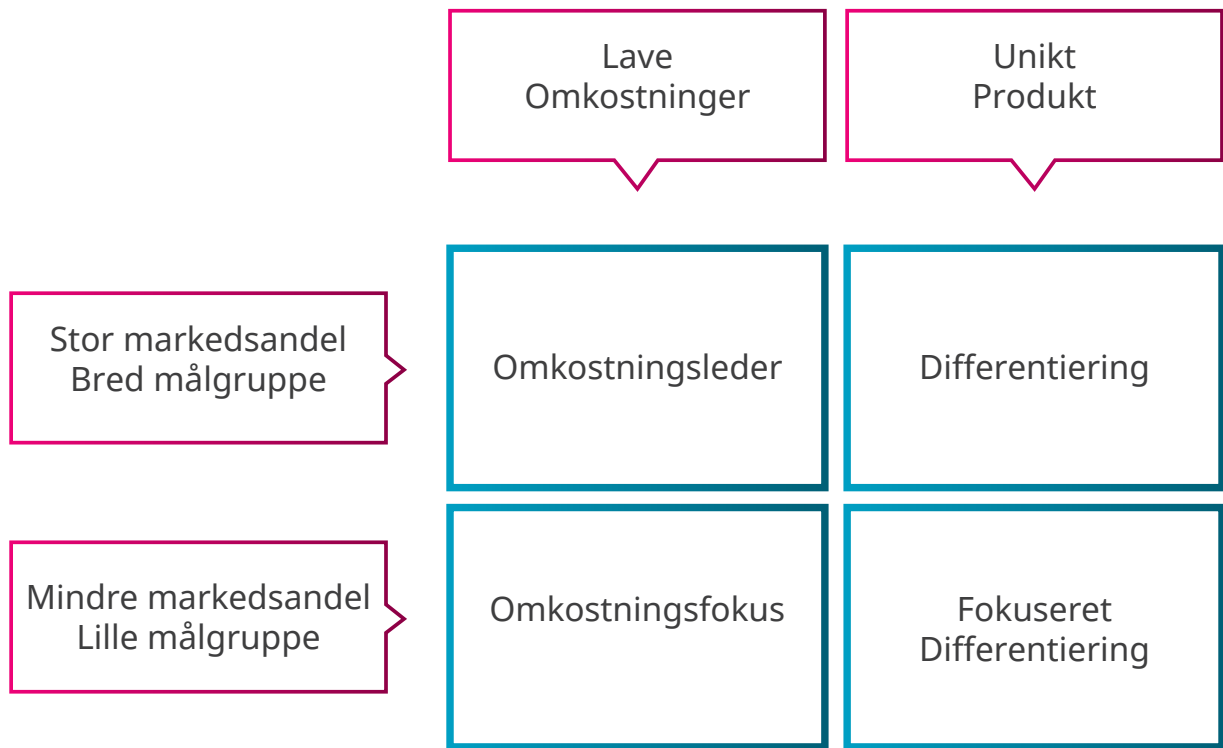 Lave
Omkostninger
Unikt
Produkt
Stor markedsandel
Bred målgruppe
Omkostningsleder
Differentiering
Mindre markedsandel
Lille målgruppe
Omkostningsfokus
Fokuseret
Differentiering